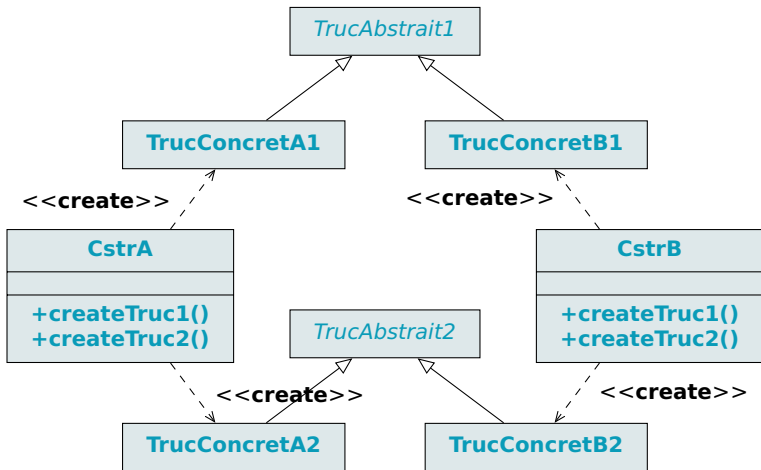 TrucAbstrait1
TrucConcretA1
TrucConcretB1
<<create>>
<<create>>
CstrA
+createTruc1()
+createTruc2()
CstrB
+createTruc1()
+createTruc2()
TrucAbstrait2
<<create>>
<<create>>
TrucConcretA2
TrucConcretB2